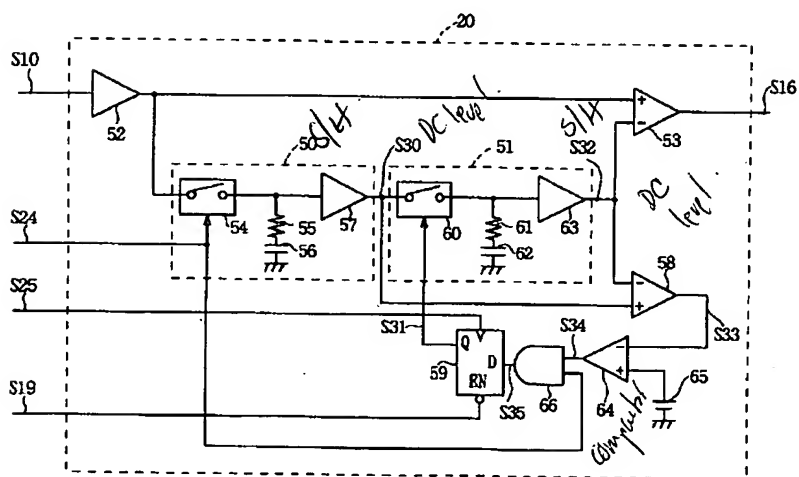 20
S10
S16
52
53
50
S/H
S30
DC level.
51
S/H
S32
DC level.
54
55
56
57
60
61
62
63
58
S24
S25
S31
S33
S34
Q
D
59
RN
S35
66
64
65
S19